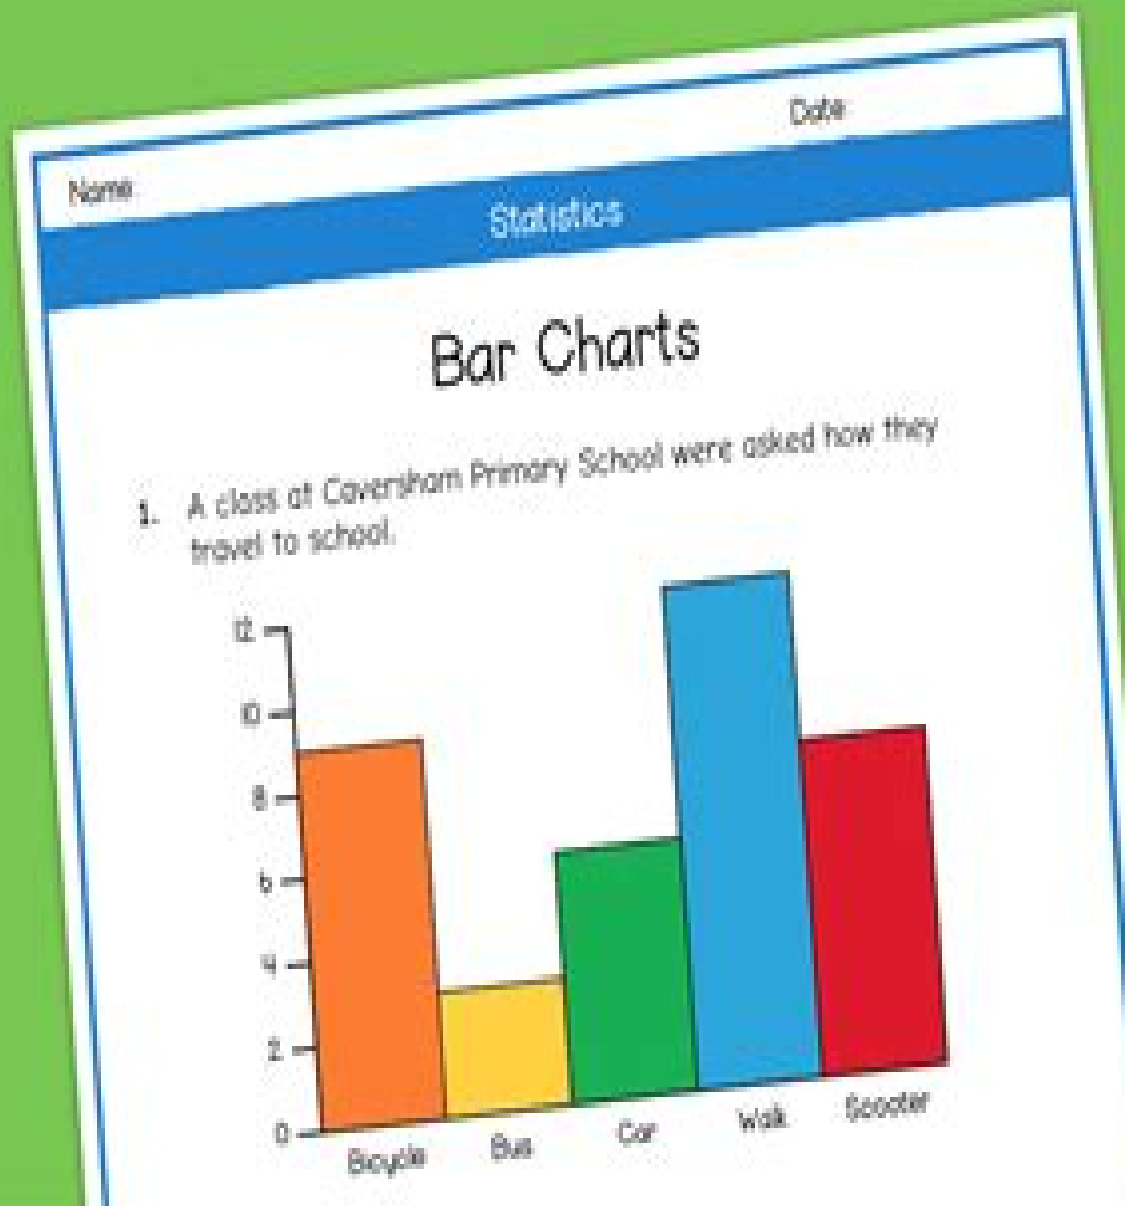 Name
Date
Statistics
Bar Charts
1. A class at Caversham Primary School were asked how they
travel to school.
12
10
8
6
4
2
0
Bicycle
Bus
Car
Walk
Scooter